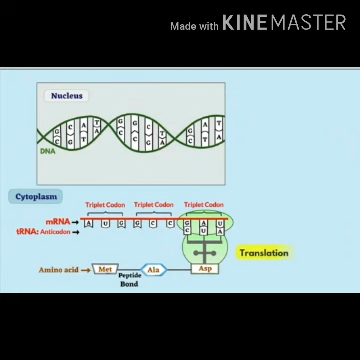 Made with KINEMASTER
Nucleus
G C A T G G C T G A T
G T A C C G A C T A
DNA
Cytoplasm
Triplet Codon Triplet Codon Triplet Codon
mRNA
A U G G C C G A U
tRNA: Anticodon C U A
Translation
Amino acid Met Ala Asp
Peptide
Bond